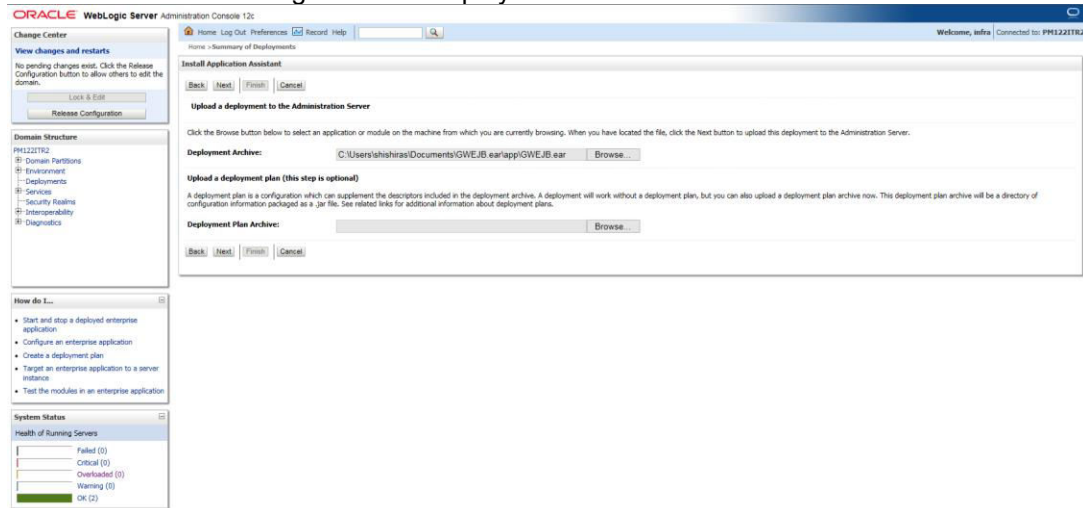 ORACLE WebLogic Server Administration Console 12c
Change Center
View changes and restarts
No pending changes exist. Click the Release
Configuration button to allow others to edit the
domain.
Lock & Edit
Release Configuration
Domain Structure
PM122ITR2
Domain Partitions
Environment
Deployments
Services
Security Realms
Interoperability
Diagnostics
How do I...
Start and stop a deployed enterprise
application
Configure an enterprise application
Create a deployment plan
Target an enterprise application to a server
instance
Test the modules in an enterprise application
System Status
Health of Running Servers
Failed (0)
Critical (0)
Overloaded (0)
Warning (0)
OK (2)
Home Log Out Preferences Record Help
Welcome, infra Connected to: PM122ITR2
Home >Summary of Deployments
Install Application Assistant
Back Next Finish Cancel
Upload a deployment to the Administration Server
Click the Browse button below to select an application or module on the machine from which you are currently browsing. When you have located the file, click the Next button to upload this deployment to the Administration Server.
Deployment Archive: C:\Users\shishiras\Documents\GWEJB.ear\app\GWEJB.ear Browse...
Upload a deployment plan (this step is optional)
A deployment plan is a configuration which can supplement the descriptors included in the deployment archive. A deployment will work without a deployment plan, but you can also upload a deployment plan archive now. This deployment plan archive will be a directory of
configuration information packaged as a .jar file. See related links for additional information about deployment plans.
Deployment Plan Archive: Browse...
Back Next Finish Cancel